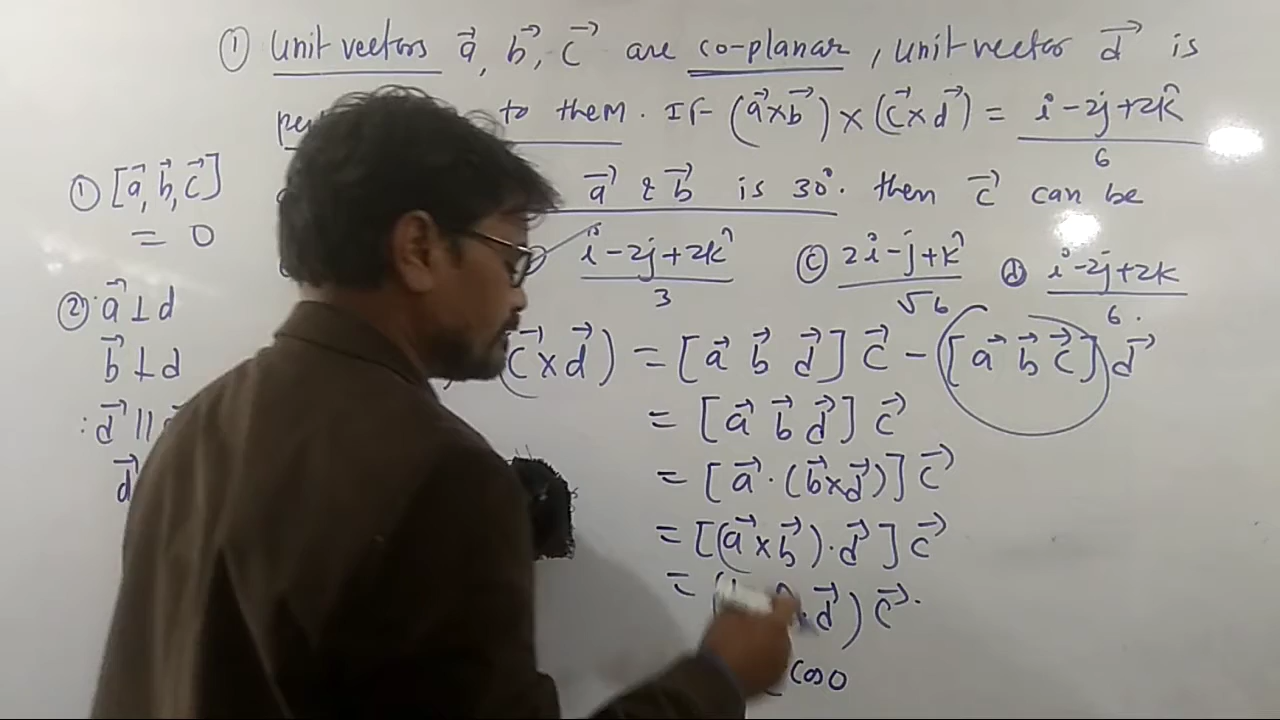 ① Unit vectors a⃗, b⃗, c⃗ are co-planar, unit vector d⃗ is
to them. If (a⃗×b⃗)×(c⃗×d⃗) = i-2j+2k̂ / 6
a⃗ & b⃗ is 30°. then c⃗ can be
i-2j+2k̂ / 3 ⓒ 2i-j+k̂ / √6 ⓓ i-2j+2k / 6.
① [a⃗, b⃗, c⃗]
= 0
② a⃗ ⊥ d
b⃗ ⊥ d
: d⃗ ||
d⃗
c⃗×d⃗) = [a⃗ b⃗ d⃗] c⃗ - [a⃗ b⃗ c⃗] d⃗
= [a⃗ b⃗ d⃗] c⃗
= [a⃗·(b⃗×d⃗)] c⃗
= [(a⃗×b⃗)·d⃗] c⃗
= ( .d⃗) c⃗.
cos0